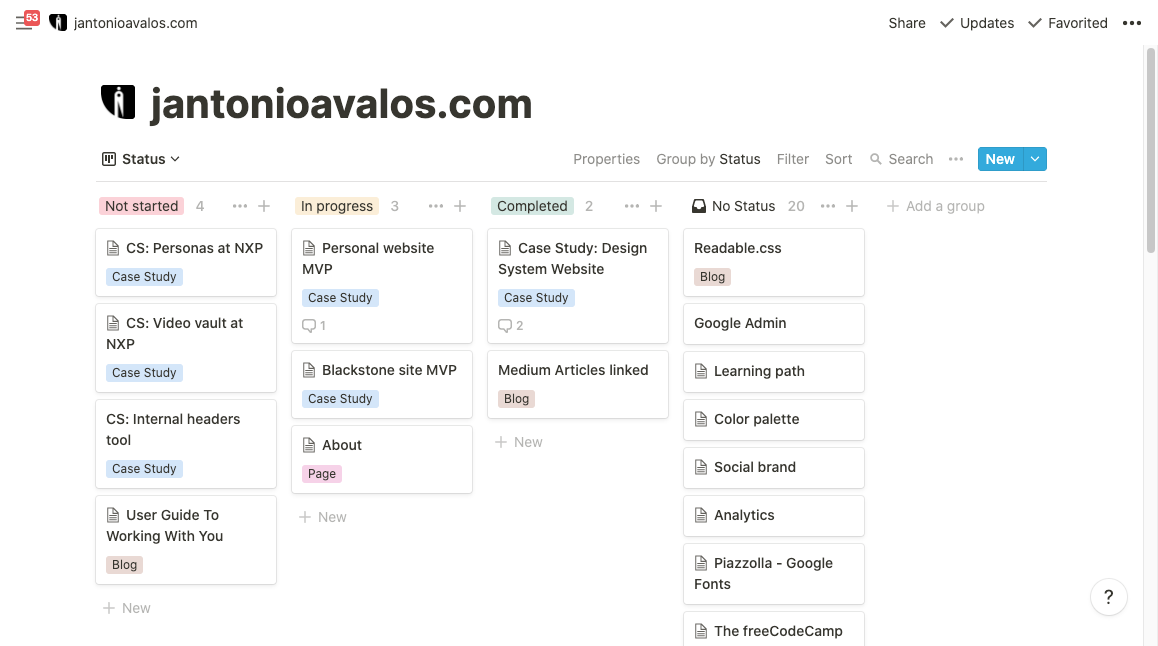 53
jantonioavalos.com
Share
Updates
Favorited
jantonioavalos.com
Status
Properties
Group by Status
Filter
Sort
Search
New
Not started 4
CS: Personas at NXP
Case Study
CS: Video vault at
NXP
Case Study
CS: Internal headers
tool
Case Study
User Guide To
Working With You
Blog
+ New
In progress 3
Personal website
MVP
Case Study
1
Blackstone site MVP
Case Study
About
Page
+ New
Completed 2
Case Study: Design
System Website
Case Study
2
Medium Articles linked
Blog
+ New
No Status 20
Readable.css
Blog
Google Admin
Learning path
Color palette
Social brand
Analytics
Piazzolla - Google
Fonts
The freeCodeCamp
+ Add a group
?